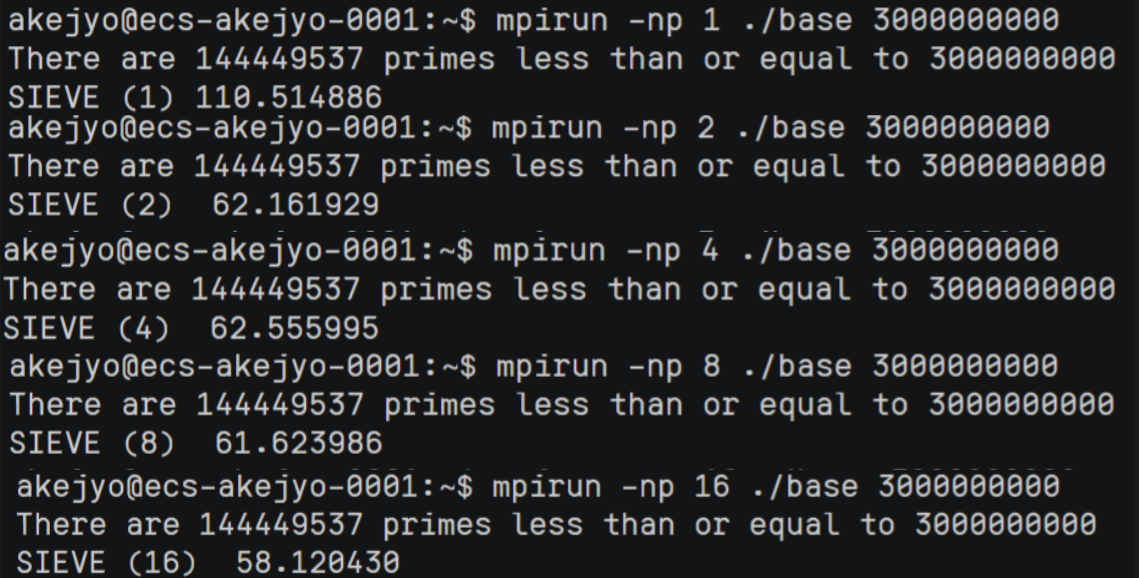 akejyo@ecs-akejyo-0001:~$ mpirun -np 1 ./base 3000000000
There are 144449537 primes less than or equal to 3000000000
SIEVE (1) 110.514886
akejyo@ecs-akejyo-0001:~$ mpirun -np 2 ./base 3000000000
There are 144449537 primes less than or equal to 3000000000
SIEVE (2)  62.161929
akejyo@ecs-akejyo-0001:~$ mpirun -np 4 ./base 3000000000
There are 144449537 primes less than or equal to 3000000000
SIEVE (4)  62.555995
akejyo@ecs-akejyo-0001:~$ mpirun -np 8 ./base 3000000000
There are 144449537 primes less than or equal to 3000000000
SIEVE (8)  61.623986
akejyo@ecs-akejyo-0001:~$ mpirun -np 16 ./base 3000000000
There are 144449537 primes less than or equal to 3000000000
SIEVE (16)  58.120430